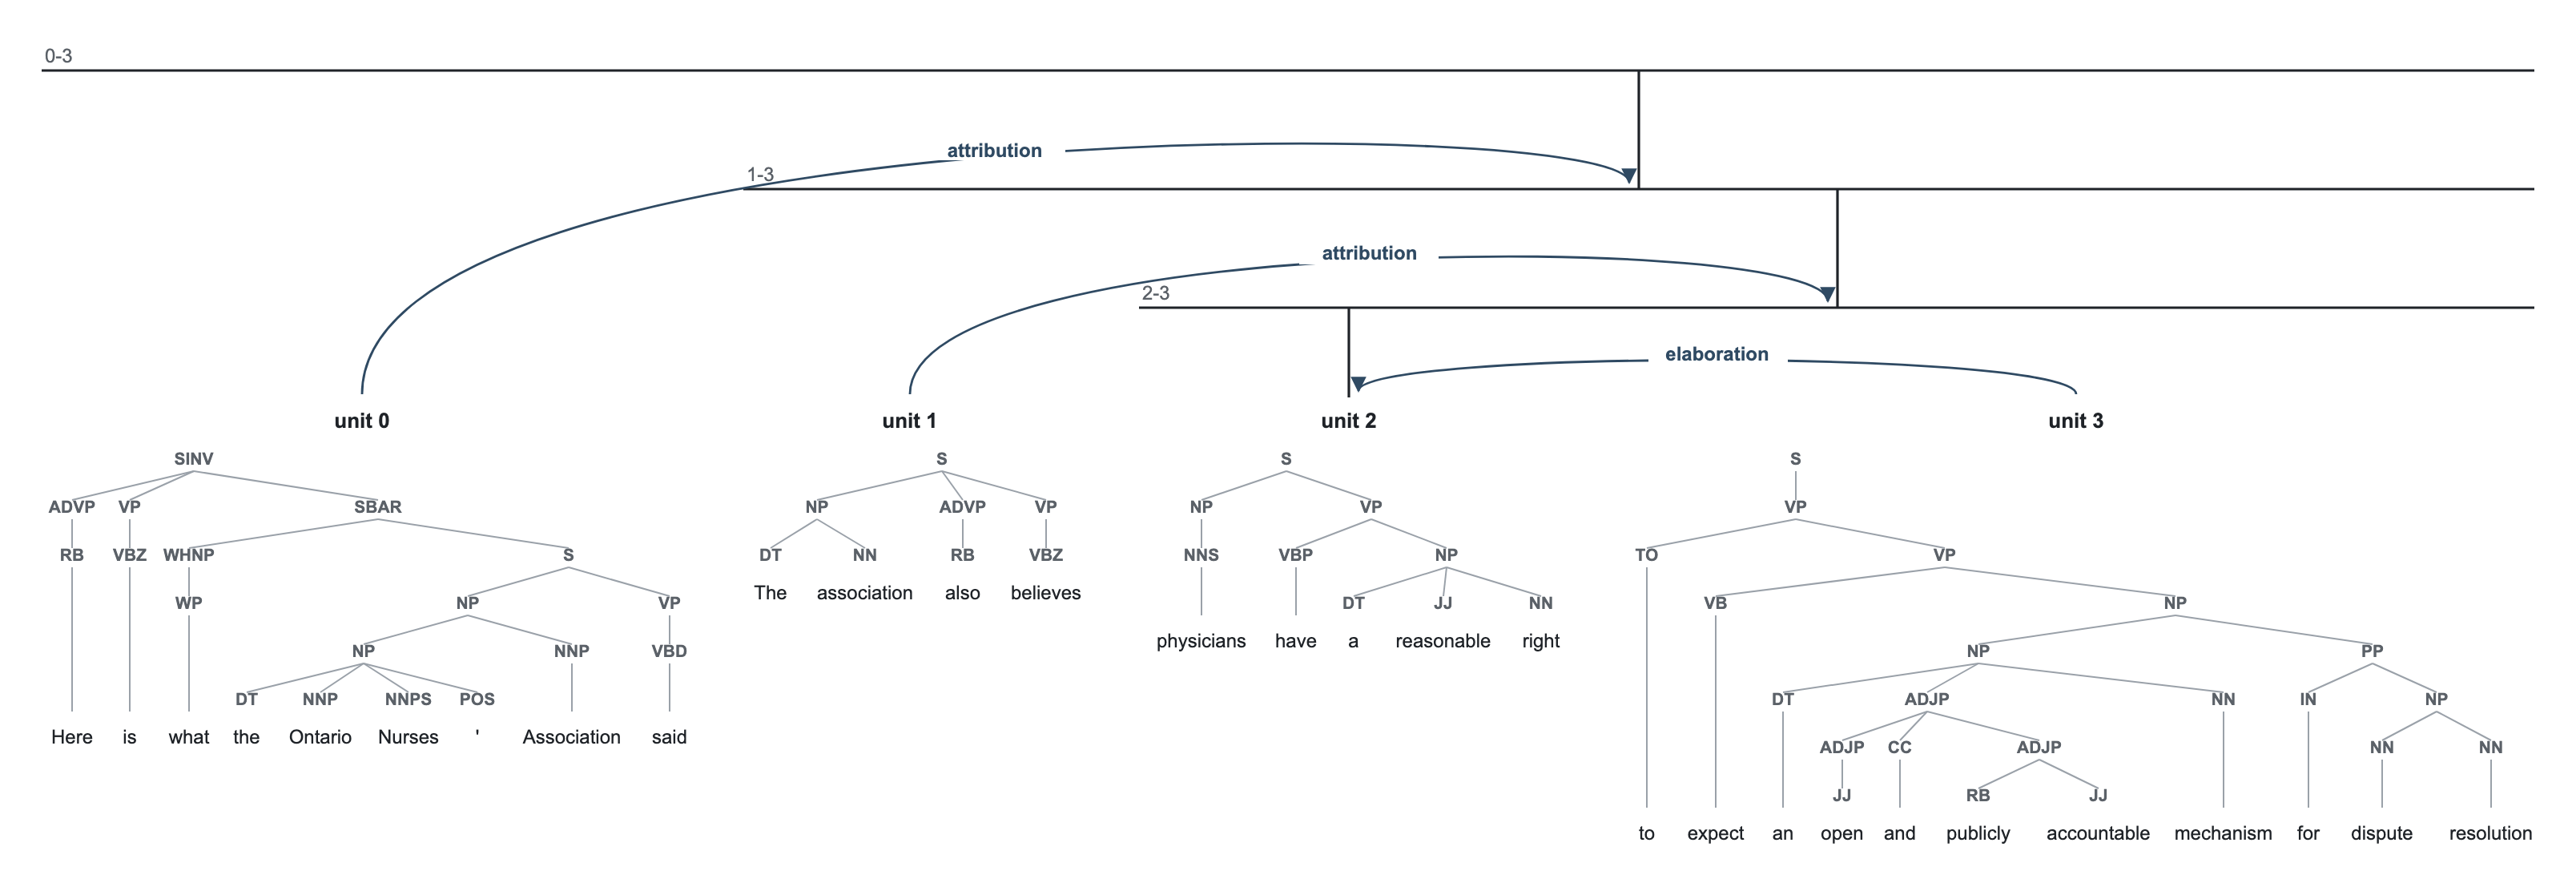 0-3
attribution
1-3
attribution
2-3
elaboration
unit 0 unit 1 unit 2 unit 3
SINV S S S
ADVP VP SBAR NP ADVP VP NP VP VP
RB VBZ WHNP S DT NN RB VBZ NNS VBP NP TO VP
The association also believes
WP NP VP DT JJ NN VB NP
physicians have a reasonable right
NP NNP VBD NP PP
DT NNP NNPS POS DT ADJP NN IN NP
Here is what the Ontario Nurses ' Association said
ADJP CC ADJP NN NN
JJ RB JJ
to expect an open and publicly accountable mechanism for dispute resolution